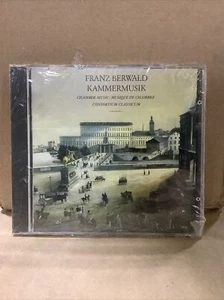 FRANZ BERWALD
KAMMERMUSIK
CHAMBER MUSIC · MUSIQUE DE CHAMBRE
CONSORTIUM CLASSICUM